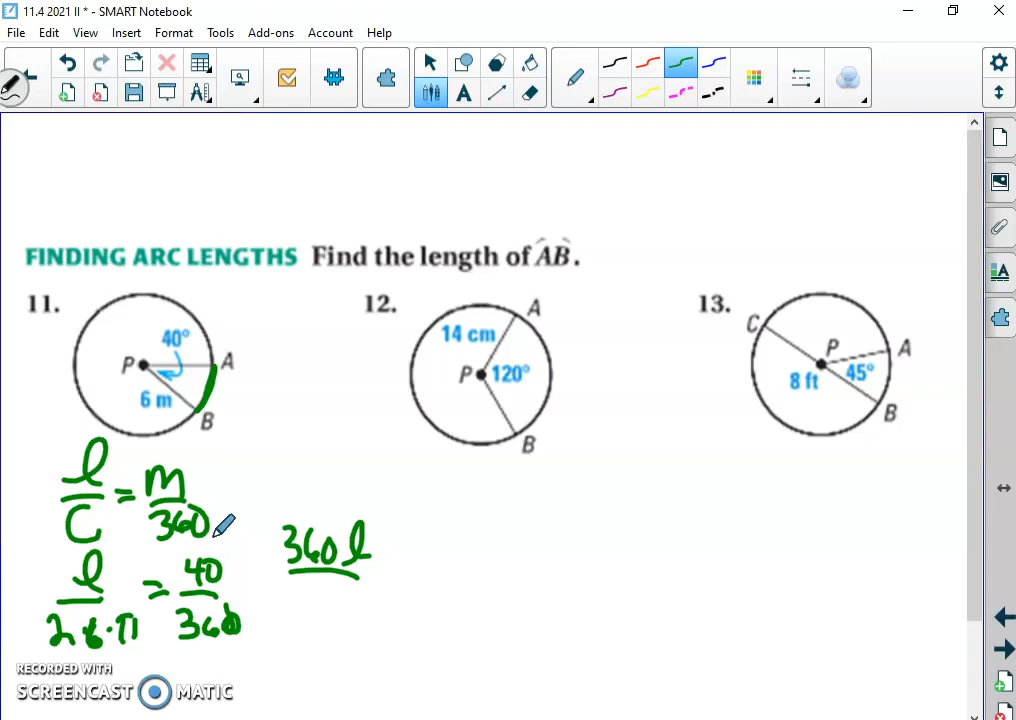 11.4 2021 II * - SMART Notebook
File Edit View Insert Format Tools Add-ons Account Help
FINDING ARC LENGTHS Find the length of AB.
11.
40°
P
A
6 m
B
12.
A
14 cm
P
120°
B
13.
C
P
A
8 ft
45°
B
l/C = m/360
360 l
l/2·6·π = 40/360
RECORDED WITH
SCREENCAST MATIC